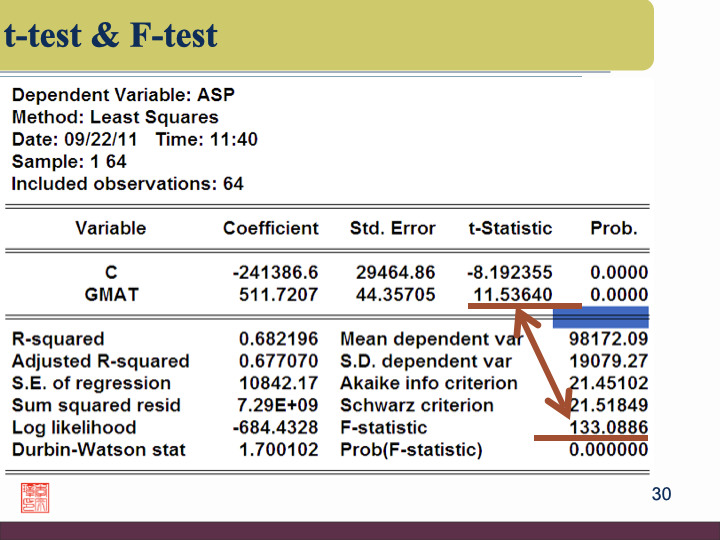 t-test & F-test
Dependent Variable: ASP
Method: Least Squares
Date: 09/22/11 Time: 11:40
Sample: 1 64
Included observations: 64
Variable Coefficient Std. Error t-Statistic Prob.
C -241386.6 29464.86 -8.192355 0.0000
GMAT 511.7207 44.35705 11.53640 0.0000
R-squared 0.682196 Mean dependent var 98172.09
Adjusted R-squared 0.677070 S.D. dependent var 19079.27
S.E. of regression 10842.17 Akaike info criterion 21.45102
Sum squared resid 7.29E+09 Schwarz criterion 21.51849
Log likelihood -684.4328 F-statistic 133.0886
Durbin-Watson stat 1.700102 Prob(F-statistic) 0.000000
30